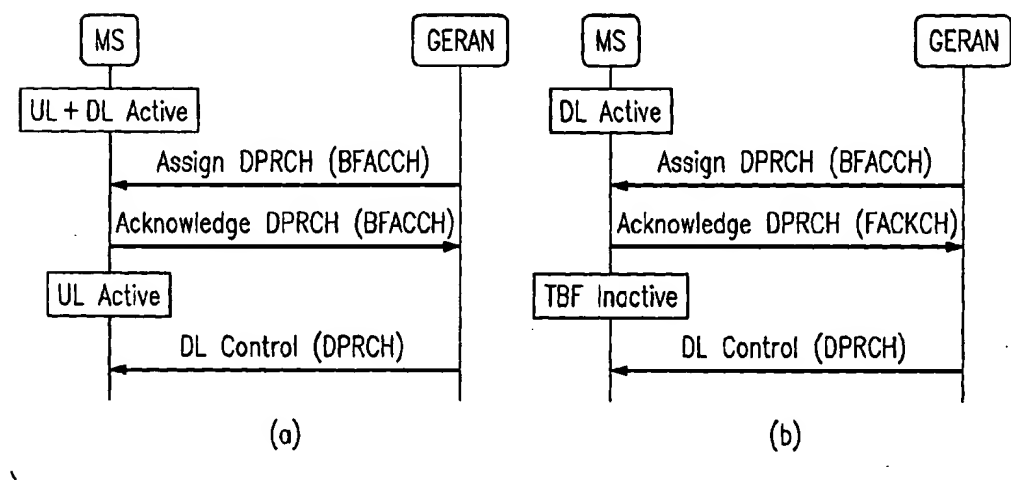 MS
GERAN
UL + DL Active
Assign DPRCH (BFACCH)
Acknowledge DPRCH (BFACCH)
UL Active
DL Control (DPRCH)
(a)
MS
GERAN
DL Active
Assign DPRCH (BFACCH)
Acknowledge DPRCH (FACKCH)
TBF Inactive
DL Control (DPRCH)
(b)